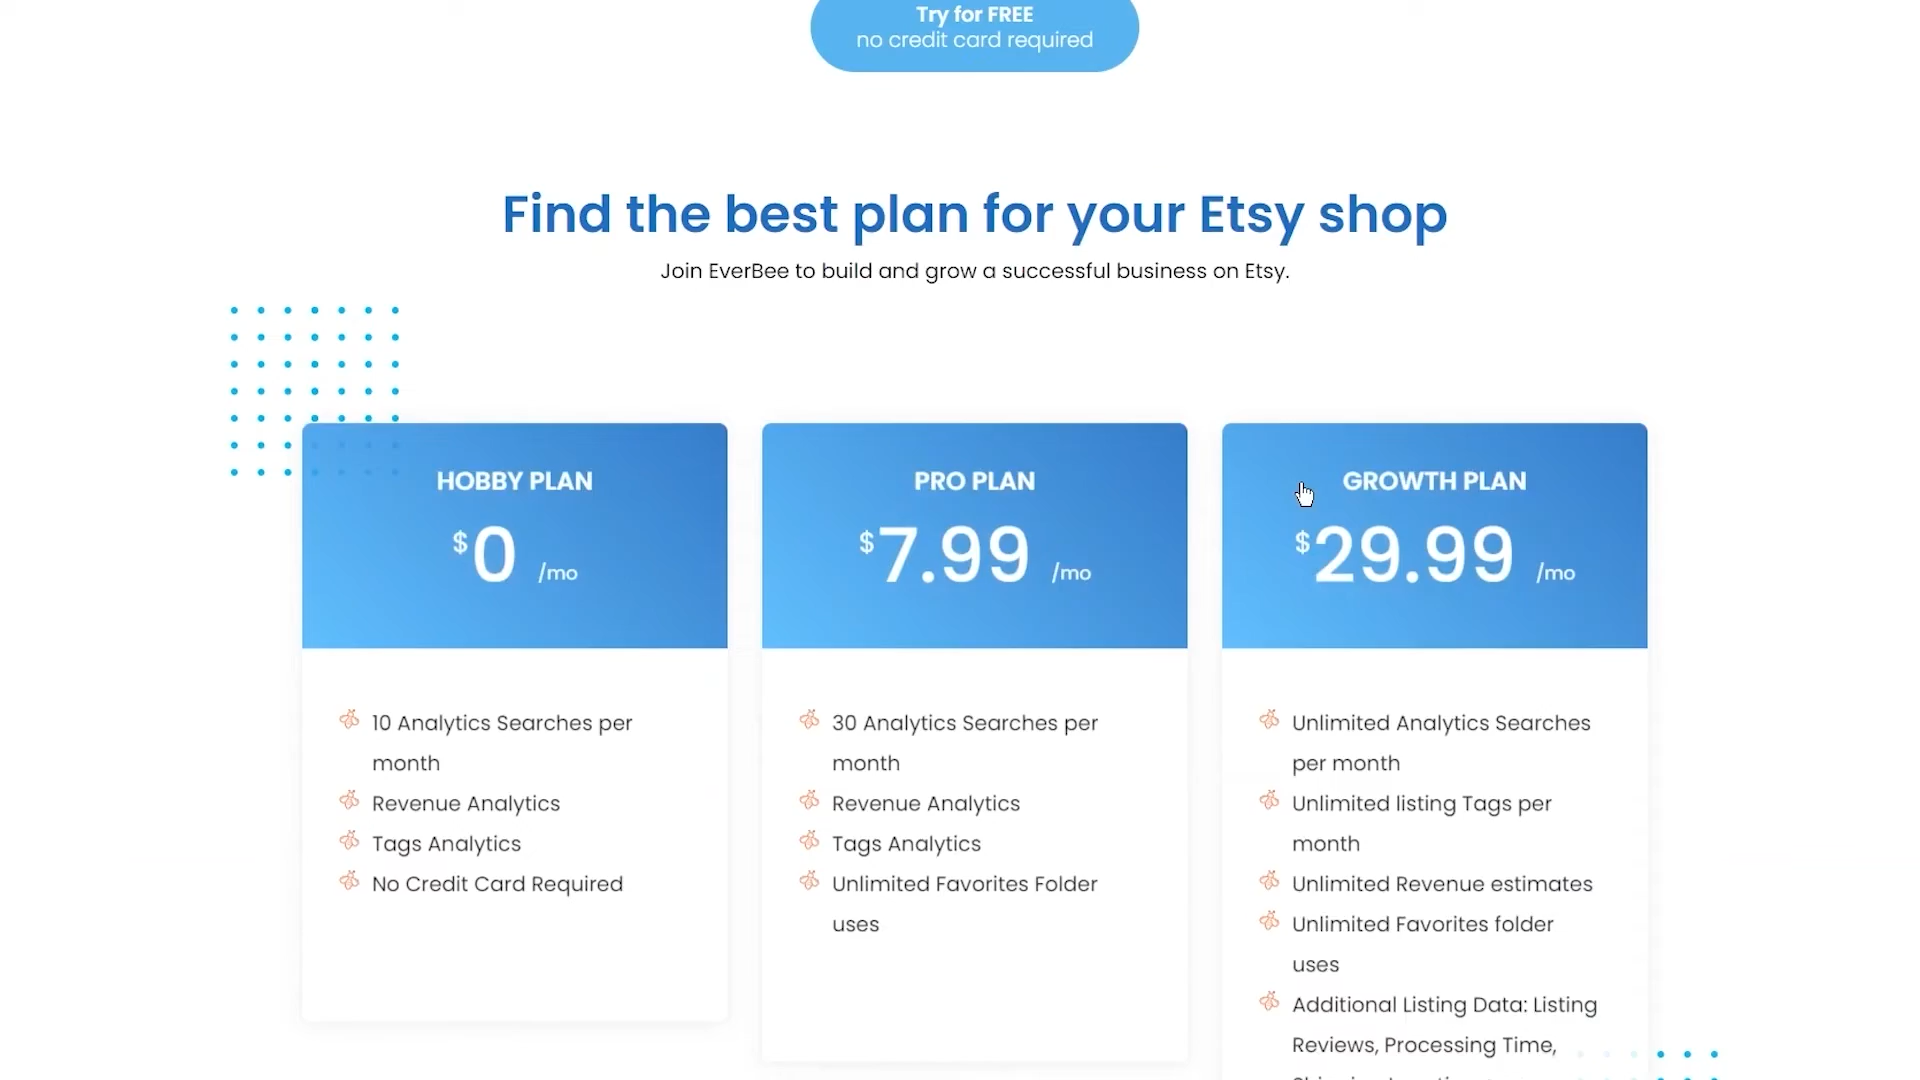 Try for FREE
no credit card required
Find the best plan for your Etsy shop
Join EverBee to build and grow a successful business on Etsy.
HOBBY PLAN
$0 /mo
10 Analytics Searches per
month
Revenue Analytics
Tags Analytics
No Credit Card Required
PRO PLAN
$7.99 /mo
30 Analytics Searches per
month
Revenue Analytics
Tags Analytics
Unlimited Favorites Folder
uses
GROWTH PLAN
$29.99 /mo
Unlimited Analytics Searches
per month
Unlimited listing Tags per
month
Unlimited Revenue estimates
Unlimited Favorites folder
uses
Additional Listing Data: Listing
Reviews, Processing Time,